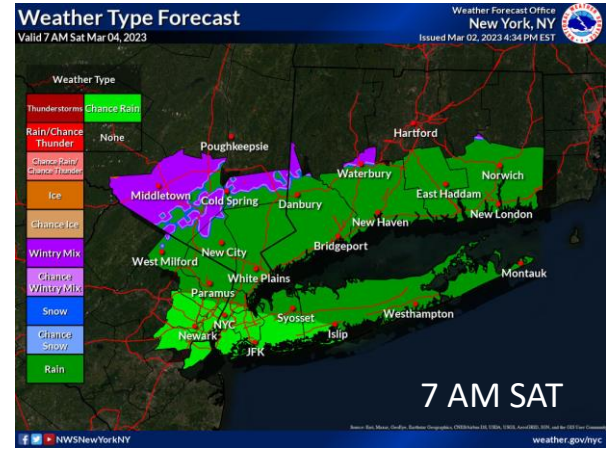 Weather Type Forecast
Valid 7 AM Sat Mar 04, 2023
Weather Forecast Office
New York, NY
Issued Mar 02, 2023 4:34 PM EST
Weather Type
Thunderstorms
Chance Rain
Rain/Chance
Thunder
None
Chance Rain/
Chance Thunder
Ice
Chance Ice
Wintry Mix
Chance
Wintry Mix
Snow
Chance
Snow
Rain
Hartford
Poughkeepsie
Waterbury
Norwich
Middletown
Cold Spring
Danbury
East Haddam
New London
New Haven
Bridgeport
New City
West Milford
White Plains
Montauk
Paramus
Westhampton
Syosset
NYC
Islip
Newark
JFK
7 AM SAT
NWSNewYorkNY
weather.gov/nyc